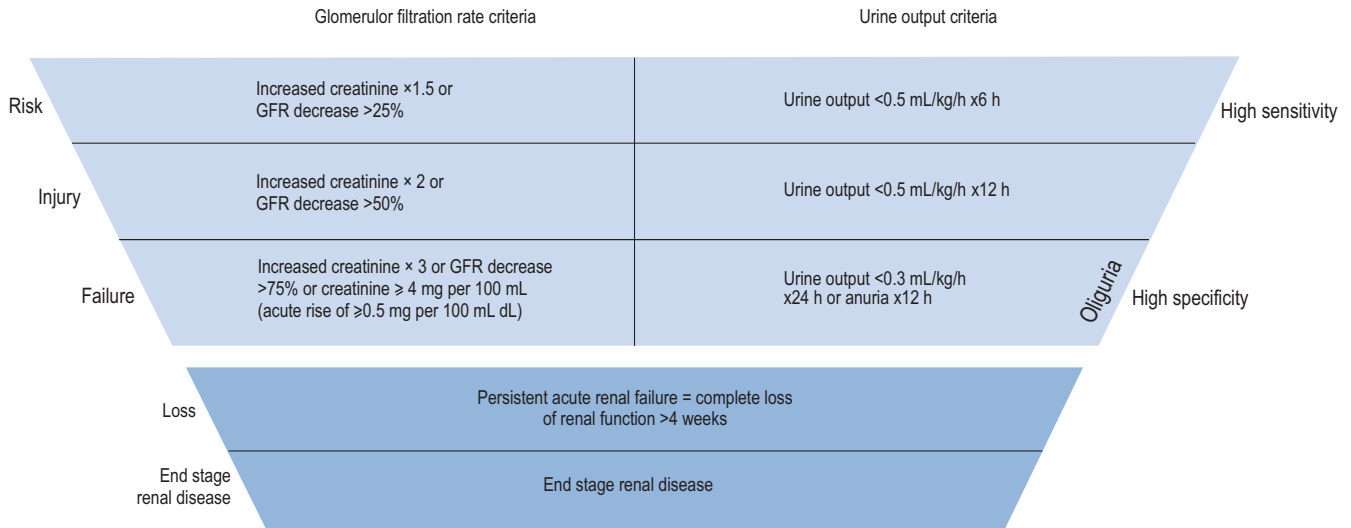 Glomerulor filtration rate criteria
Urine output criteria
Risk
Increased creatinine ×1.5 or
GFR decrease >25%
Urine output <0.5 mL/kg/h x6 h
High sensitivity
Injury
Increased creatinine × 2 or
GFR decrease >50%
Urine output <0.5 mL/kg/h x12 h
Failure
Increased creatinine × 3 or GFR decrease
>75% or creatinine ⩾ 4 mg per 100 mL
(acute rise of ⩾0.5 mg per 100 mL dL)
Urine output <0.3 mL/kg/h
x24 h or anuria x12 h
Oliguria
High specificity
Loss
Persistent acute renal failure = complete loss
of renal function >4 weeks
End stage
renal disease
End stage renal disease